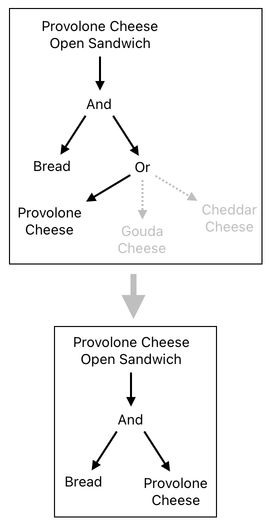 Provolone Cheese
Open Sandwich
And
Bread
Or
Provolone
Cheese
Gouda
Cheese
Cheddar
Cheese
Provolone Cheese
Open Sandwich
And
Bread
Provolone
Cheese